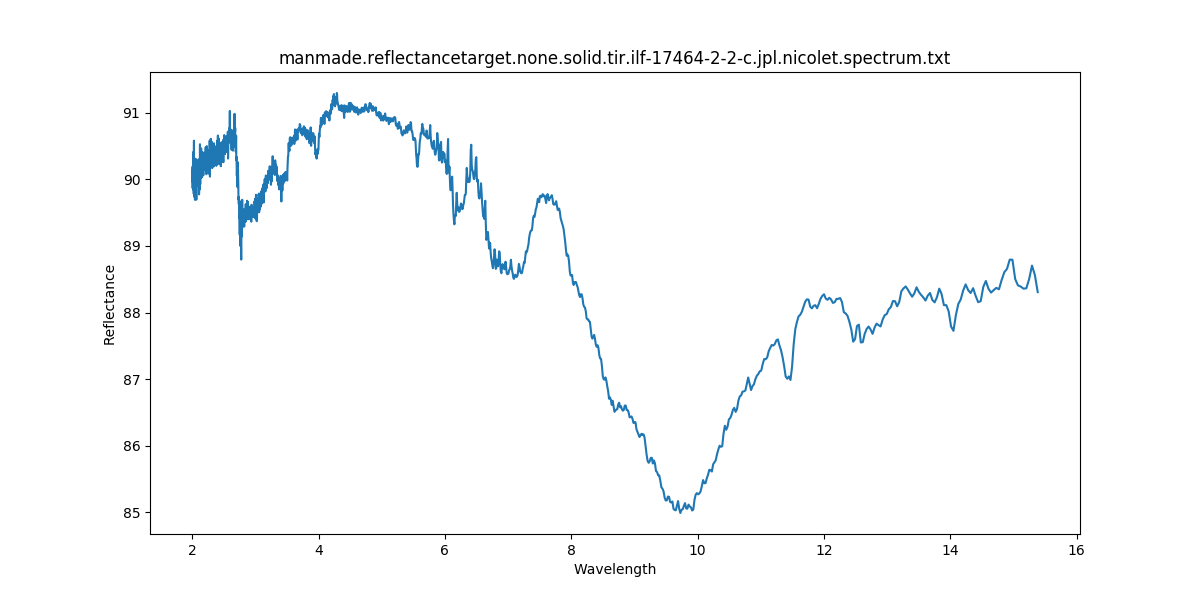 manmade.reflectancetarget.none.solid.tir.ilf-17464-2-2-c.jpl.nicolet.spectrum.txt
91
90
89
88
87
86
85
Reflectance
2 4 6 8 10 12 14 16
Wavelength